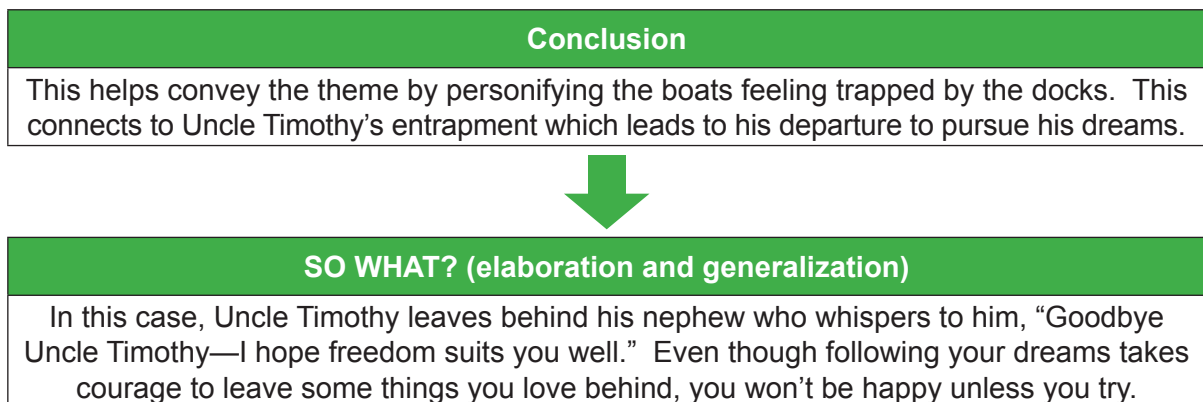 Conclusion
This helps convey the theme by personifying the boats feeling trapped by the docks.  This
connects to Uncle Timothy’s entrapment which leads to his departure to pursue his dreams.
SO WHAT? (elaboration and generalization)
In this case, Uncle Timothy leaves behind his nephew who whispers to him, “Goodbye
Uncle Timothy—I hope freedom suits you well.”  Even though following your dreams takes
courage to leave some things you love behind, you won’t be happy unless you try.